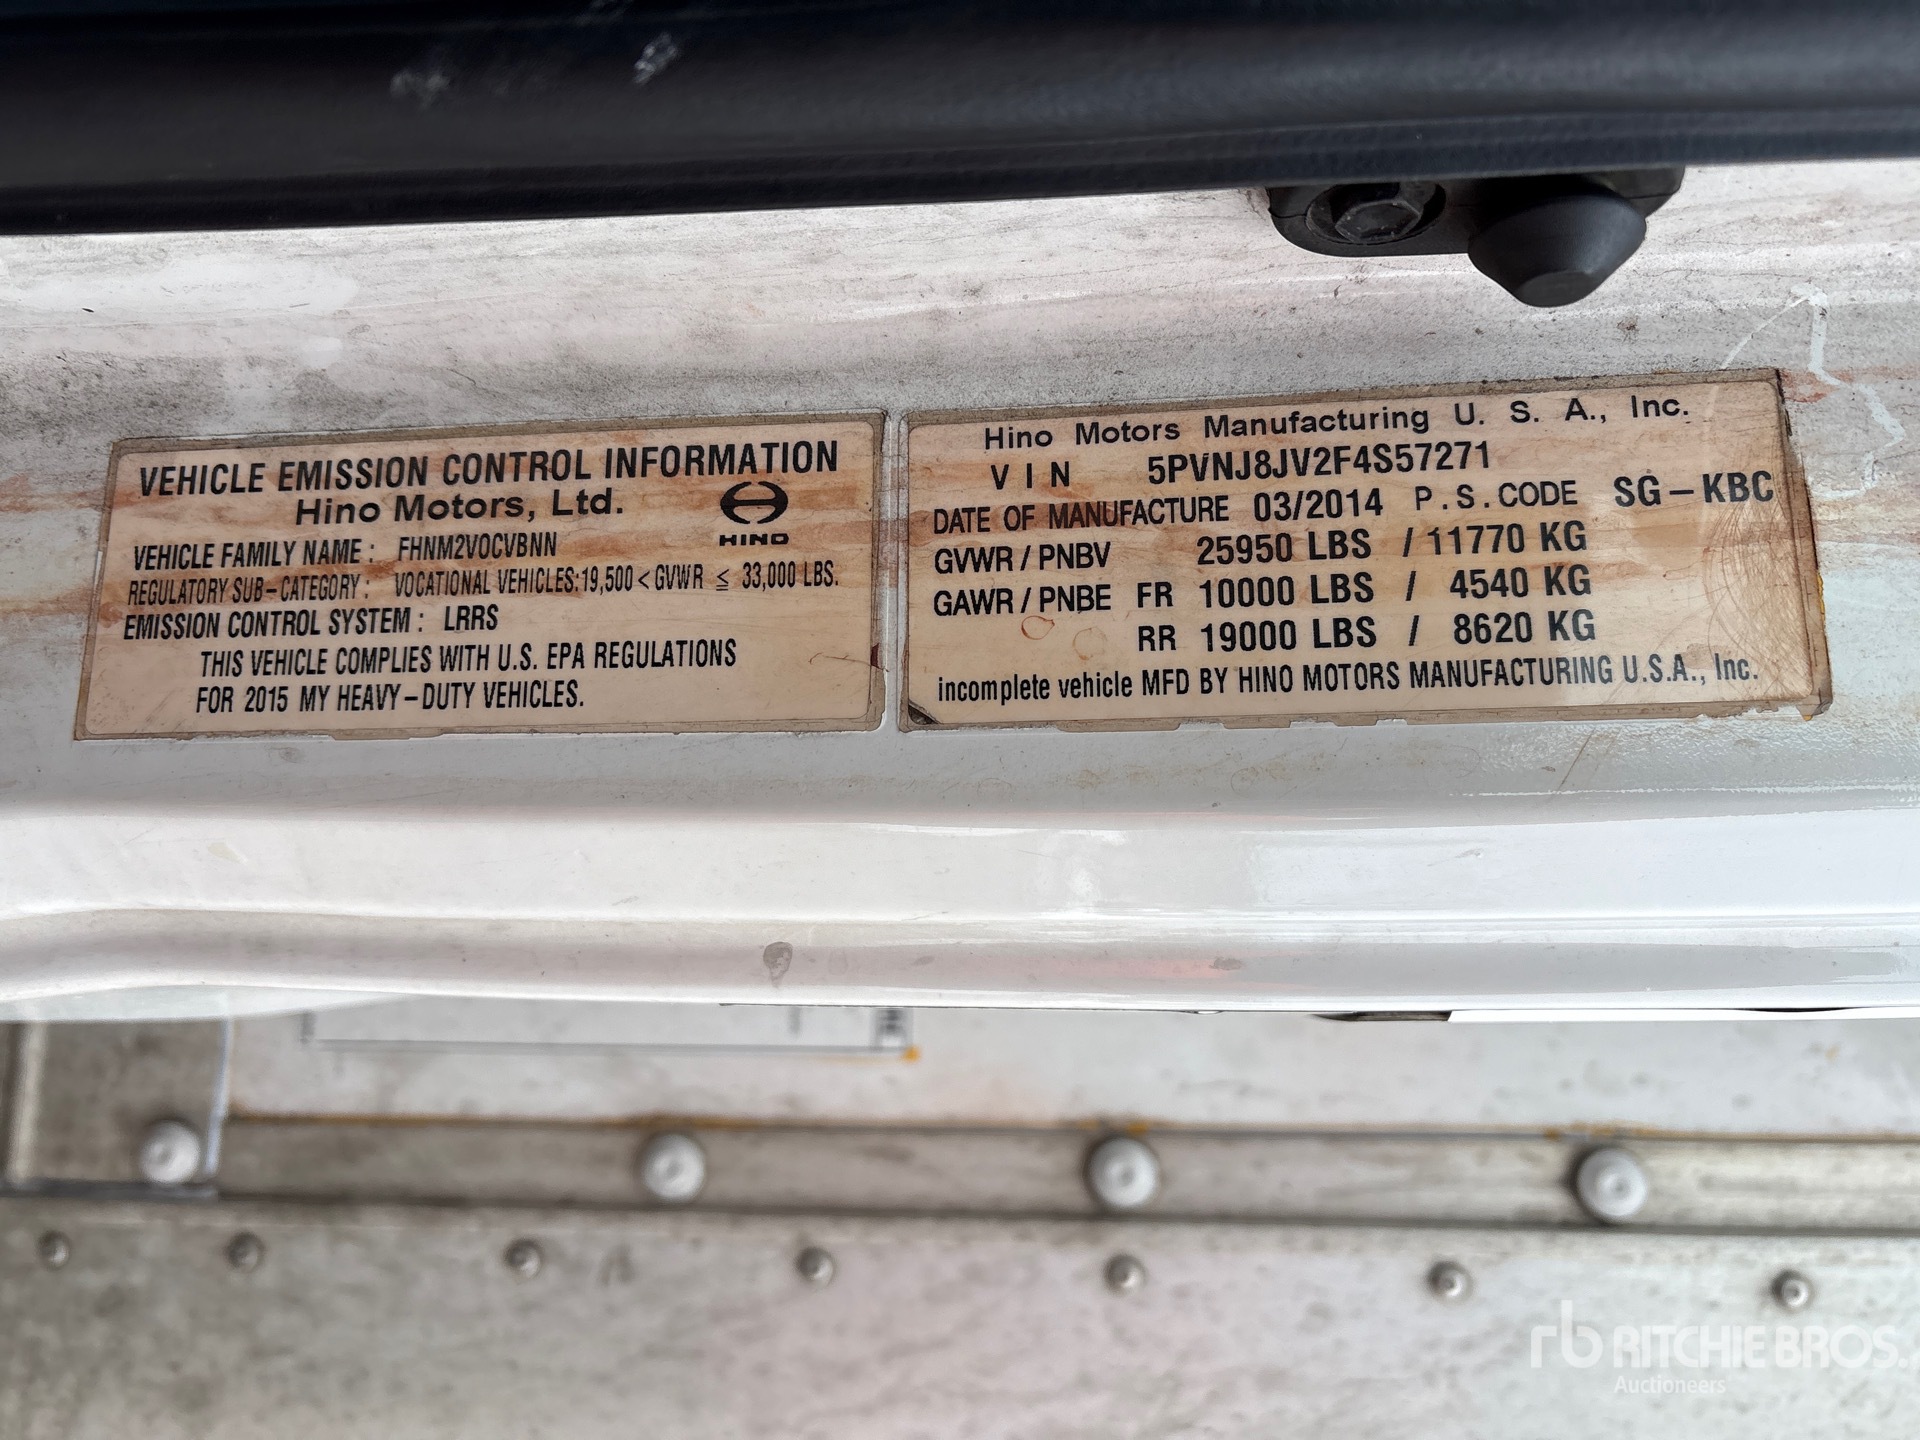 VEHICLE EMISSION CONTROL INFORMATION
Hino Motors, Ltd.
HINO
VEHICLE FAMILY NAME : FHNM2VOCVBNN
REGULATORY SUB-CATEGORY : VOCATIONAL VEHICLES:19,500 < GVWR ≤ 33,000 LBS.
EMISSION CONTROL SYSTEM : LRRS
THIS VEHICLE COMPLIES WITH U.S. EPA REGULATIONS
FOR 2015 MY HEAVY-DUTY VEHICLES.
Hino Motors Manufacturing U. S. A., Inc.
VIN 5PVNJ8JV2F4S57271
DATE OF MANUFACTURE 03/2014 P.S.CODE SG-KBC
GVWR / PNBV 25950 LBS / 11770 KG
GAWR / PNBE FR 10000 LBS / 4540 KG
RR 19000 LBS / 8620 KG
incomplete vehicle MFD BY HINO MOTORS MANUFACTURING U.S.A., Inc.
rb RITCHIE BROS.
Auctioneers